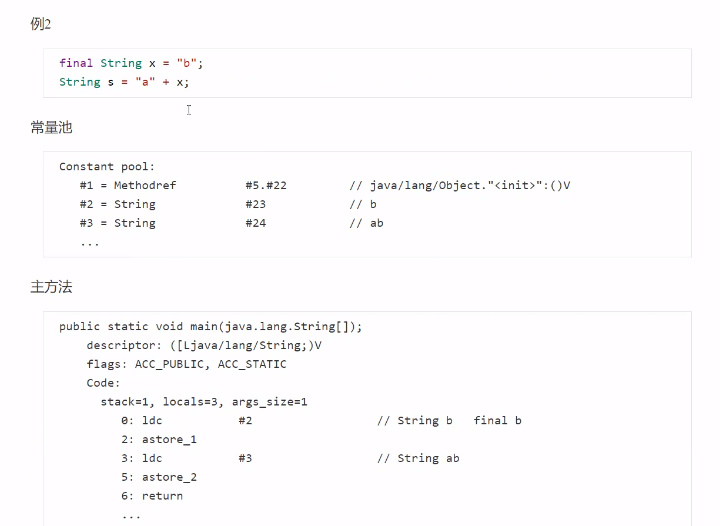 例2
final String x = "b";
String s = "a" + x;
常量池
Constant pool:
#1 = Methodref #5.#22 // java/lang/Object."<init>":()V
#2 = String #23 // b
#3 = String #24 // ab
...
主方法
public static void main(java.lang.String[]);
descriptor: ([Ljava/lang/String;)V
flags: ACC_PUBLIC, ACC_STATIC
Code:
stack=1, locals=3, args_size=1
0: ldc #2 // String b final b
2: astore_1
3: ldc #3 // String ab
5: astore_2
6: return
...